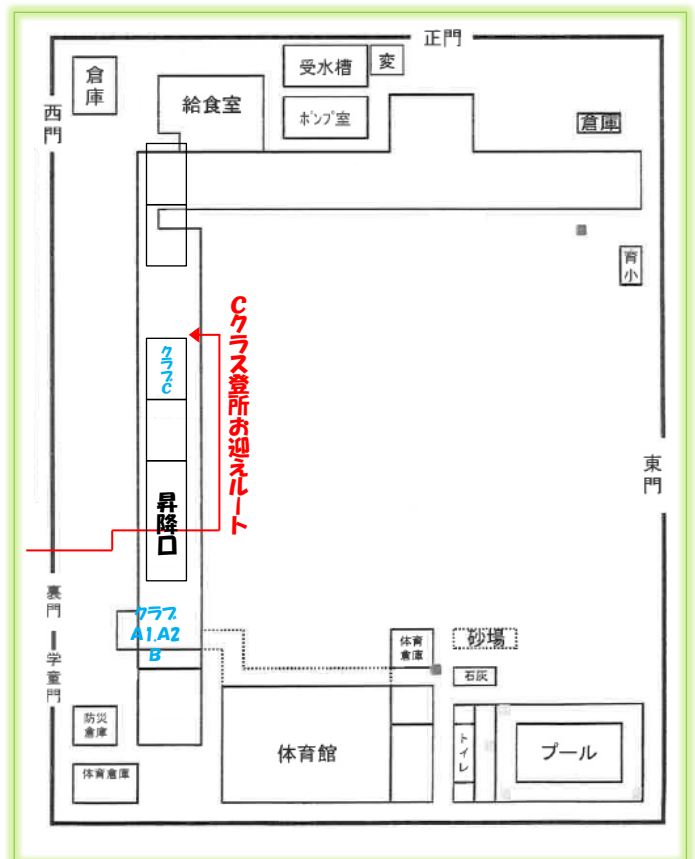 正門
倉庫
受水槽
変
西門
給食室
ポンプ室
倉庫
育小
Cクラス登所お迎えルート
クラブC
東門
昇降口
裏門
クラブ
A1.A2
B
学童門
体育
倉庫
砂場
石灰
防災
倉庫
体育館
トイレ
プール
体育倉庫